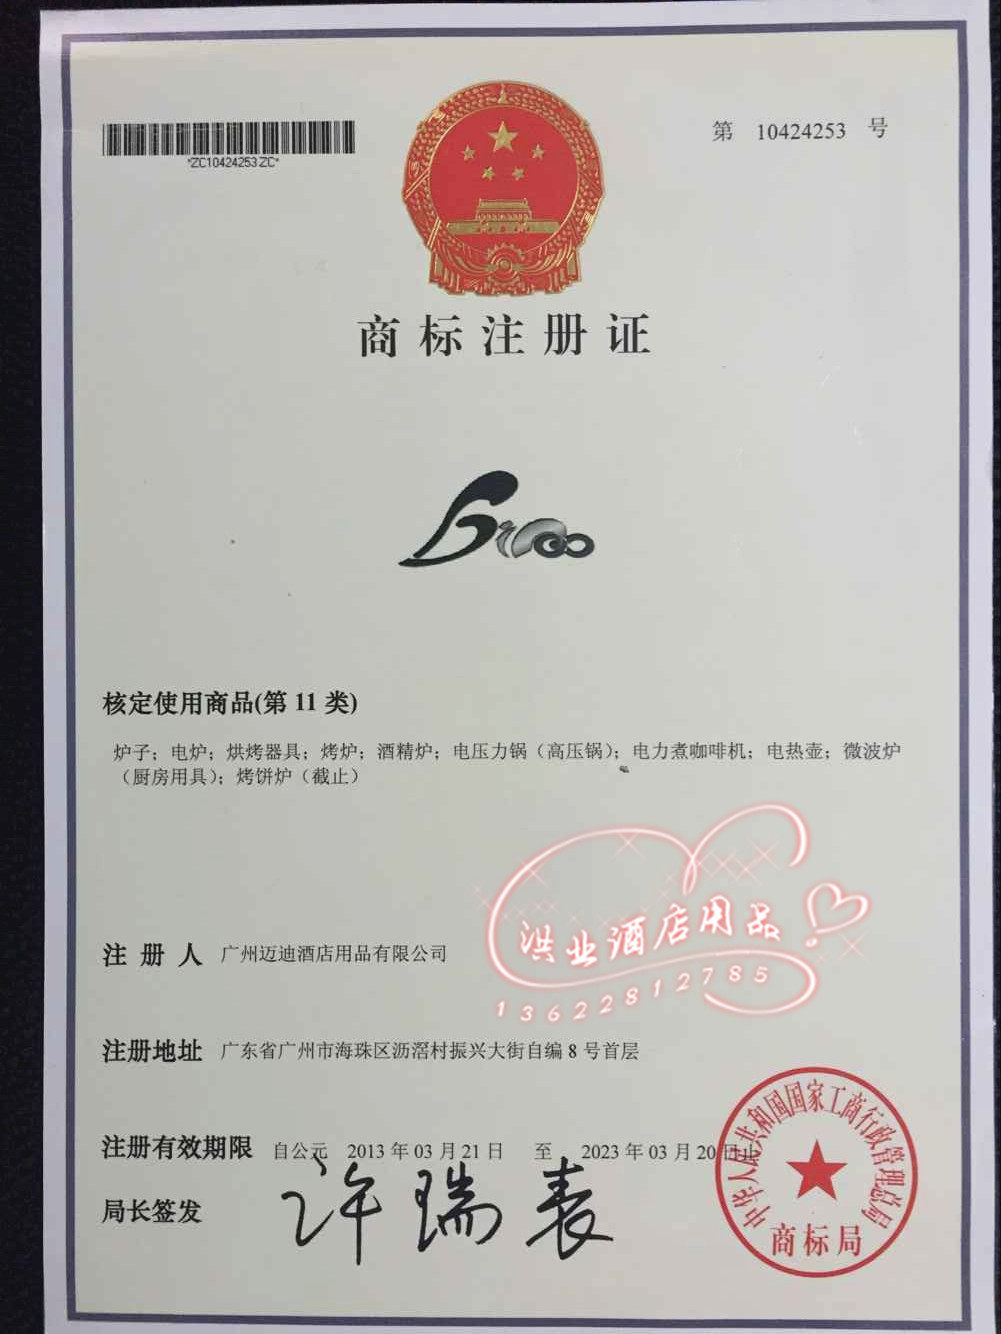 第 10424253 号
*ZC10424253ZC*
商标注册证
核定使用商品(第 11 类)
炉子；电炉；烘烤器具；烤炉；酒精炉；电压力锅（高压锅）；电力煮咖啡机；电热壶；微波炉
（厨房用具）；烤饼炉（截止）
洪业酒店用品
13622812785
注册人 广州迈迪酒店用品有限公司
注册地址 广东省广州市海珠区沥滘村振兴大街自编 8 号首层
注册有效期限 自公元 2013 年 03 月 21 日 至 2023 年 03 月 20 日止
局长签发 许瑞表
中华人民共和国国家工商行政管理总局
商标局